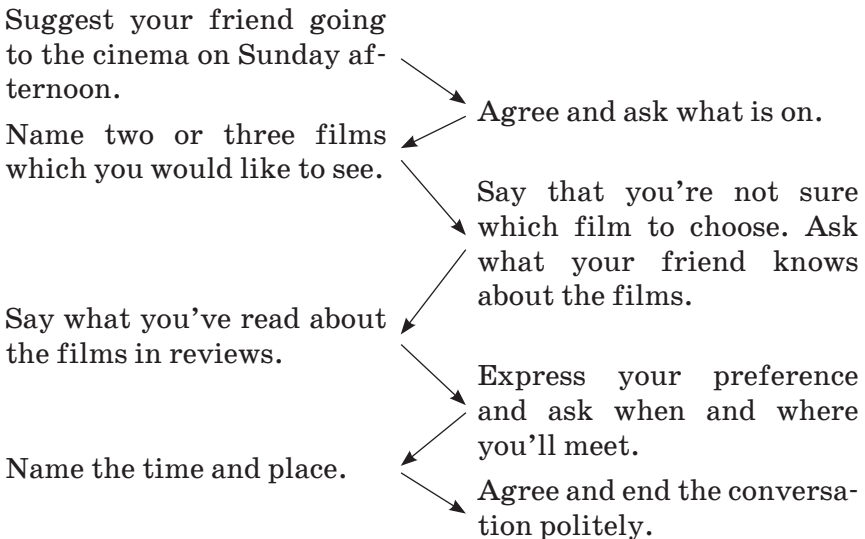 Suggest your friend going
to the cinema on Sunday af-
ternoon.
Agree and ask what is on.
Name two or three films
which you would like to see.
Say that you're not sure
which film to choose. Ask
what your friend knows
about the films.
Say what you've read about
the films in reviews.
Express your preference
and ask when and where
you'll meet.
Name the time and place.
Agree and end the conversa-
tion politely.